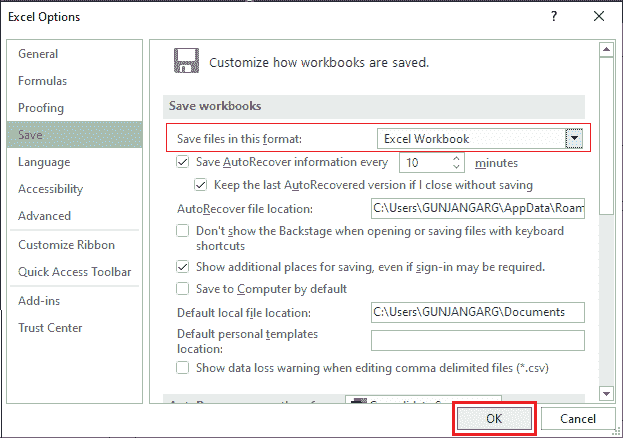 Excel Options
General
Formulas
Proofing
Save
Language
Accessibility
Advanced
Customize Ribbon
Quick Access Toolbar
Add-ins
Trust Center
Customize how workbooks are saved.
Save workbooks
Save files in this format: Excel Workbook
Save AutoRecover information every 10 minutes
Keep the last AutoRecovered version if I close without saving
AutoRecover file location: C:\Users\GUNJANGARG\AppData\Roam
Don't show the Backstage when opening or saving files with keyboard
shortcuts
Show additional places for saving, even if sign-in may be required.
Save to Computer by default
Default local file location: C:\Users\GUNJANGARG\Documents
Default personal templates
location:
Show data loss warning when editing comma delimited files (*.csv)
OK Cancel